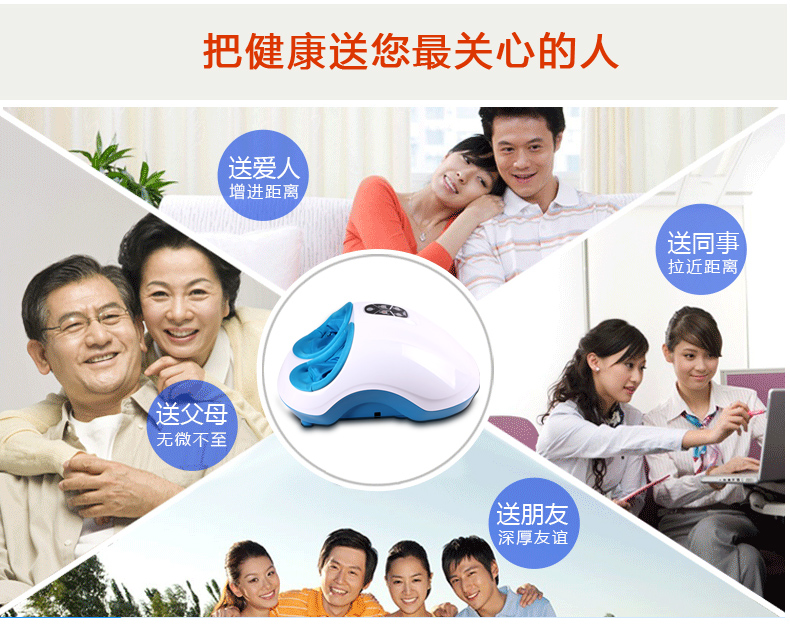 把健康送您最关心的人
送爱人
增进距离
送同事
拉近距离
送父母
无微不至
送朋友
深厚友谊